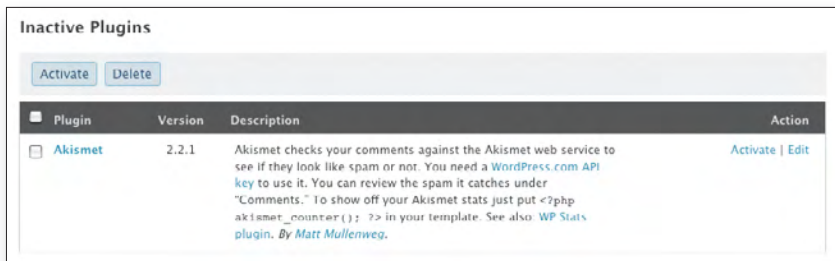 Inactive Plugins
Activate Delete
Plugin Version Description Action
Akismet 2.2.1 Akismet checks your comments against the Akismet web service to Activate | Edit
see if they look like spam or not. You need a WordPress.com API
key to use it. You can review the spam it catches under
"Comments." To show off your Akismet stats just put <?php
akismet_counter(); ?> in your template. See also: WP Stats
plugin. By Matt Mullenweg.